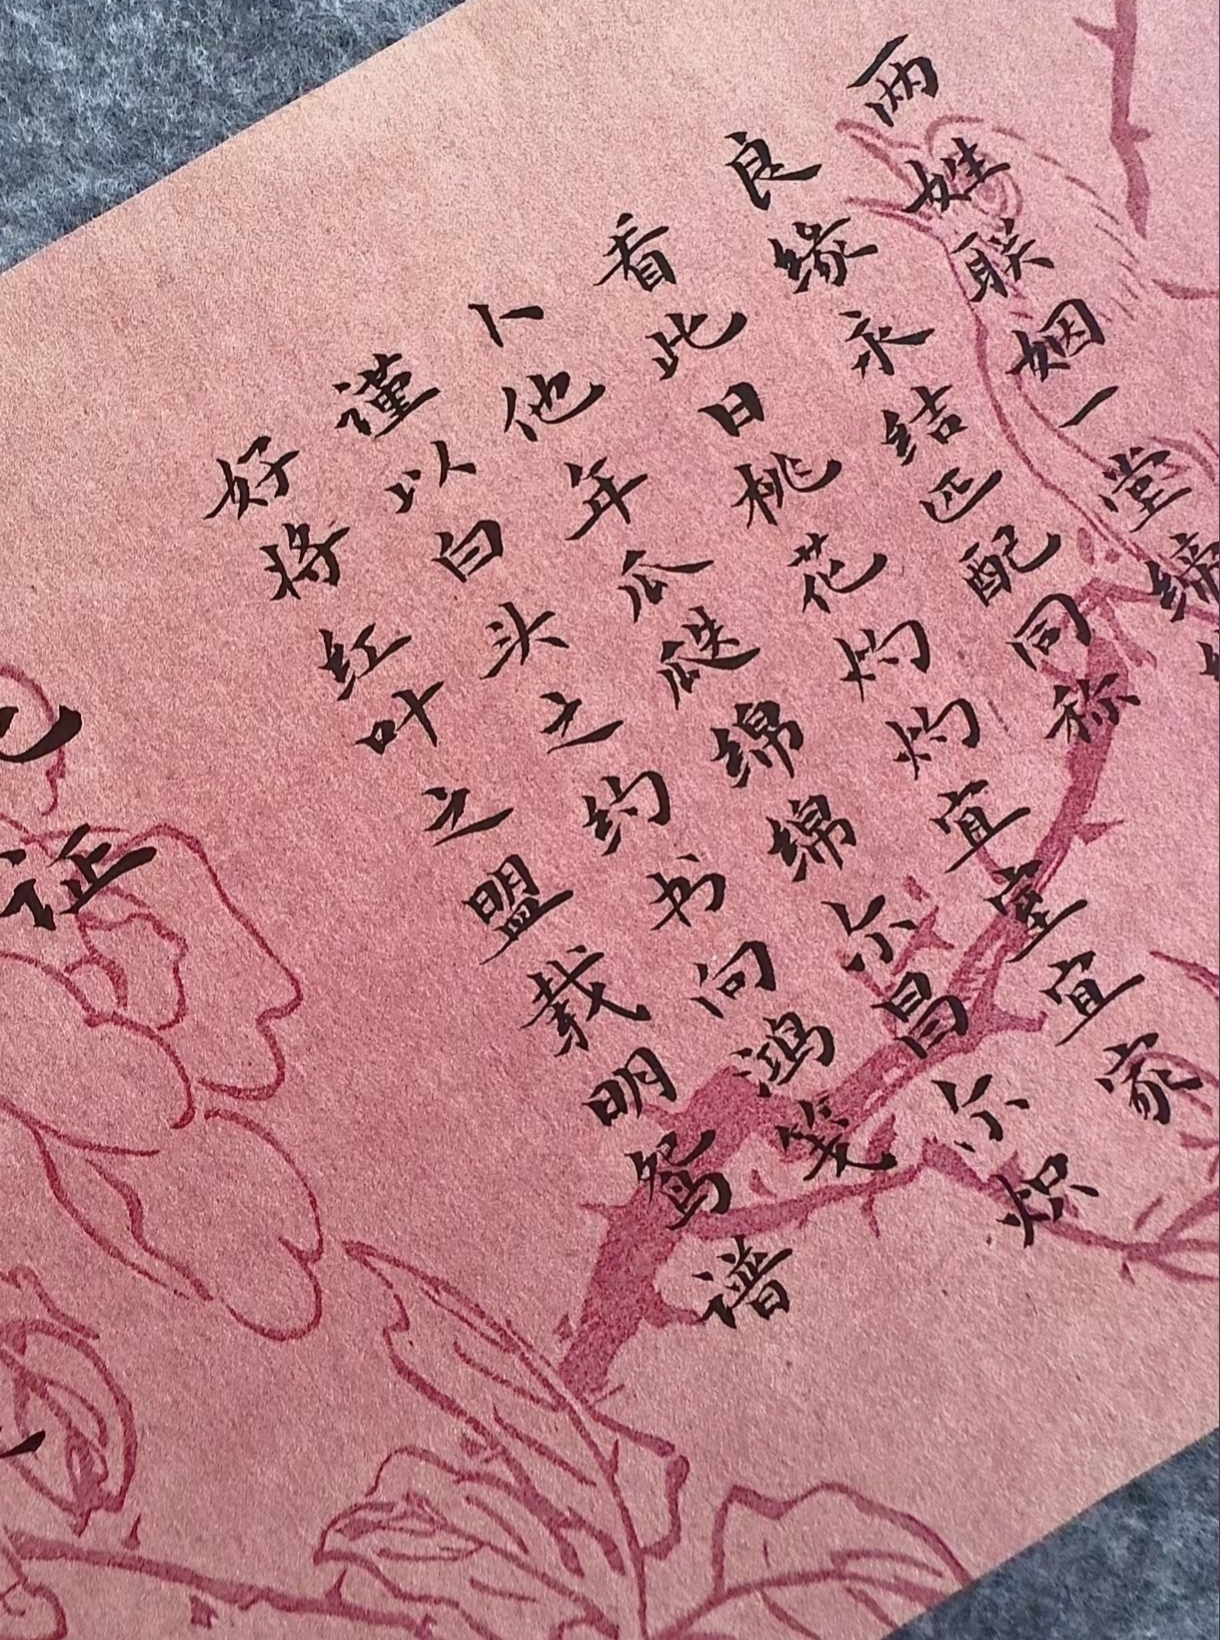 两姓联姻一堂缔
良缘永结匹配同称
看此日桃花灼灼宜室宜家
卜他年瓜瓞绵绵尔昌尔炽
谨以白头之约书向鸿笺
好将红叶之盟载明鸳谱
证